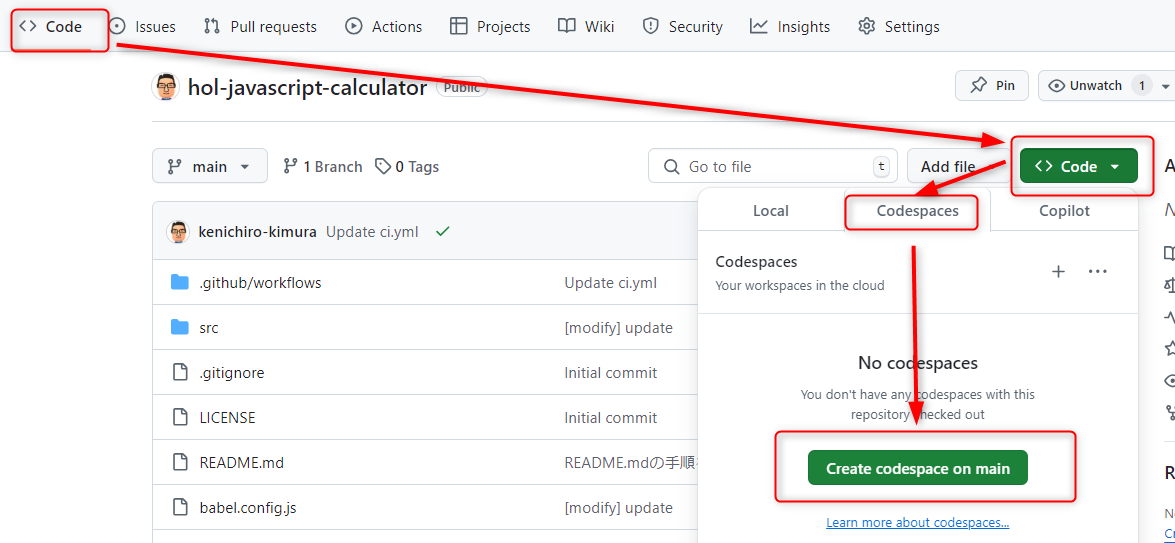 Code Issues Pull requests Actions Projects Wiki Security Insights Settings
hol-javascript-calculator Public Pin Unwatch 1
main 1 Branch 0 Tags Go to file t Add file Code
Local Codespaces Copilot
kenichiro-kimura Update ci.yml
Codespaces
Your workspaces in the cloud
.github/workflows Update ci.yml
src [modify] update
No codespaces
.gitignore Initial commit
You don't have any codespaces with this
repository checked out
LICENSE Initial commit
README.md README.mdの手順
Create codespace on main
babel.config.js [modify] update
Learn more about codespaces...